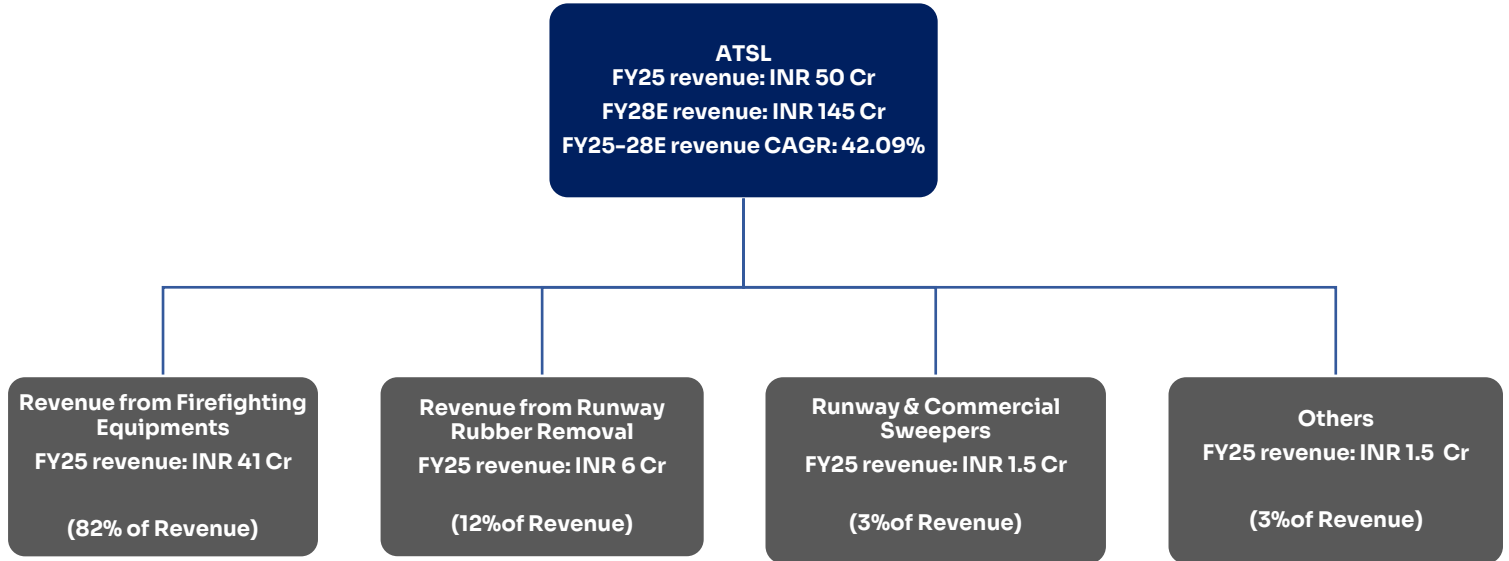 ATSL
FY25 revenue: INR 50 Cr
FY28E revenue: INR 145 Cr
FY25-28E revenue CAGR: 42.09%
Revenue from Firefighting
Equipments
FY25 revenue: INR 41 Cr
(82% of Revenue)
Revenue from Runway
Rubber Removal
FY25 revenue: INR 6 Cr
(12%of Revenue)
Runway & Commercial
Sweepers
FY25 revenue: INR 1.5 Cr
(3%of Revenue)
Others
FY25 revenue: INR 1.5 Cr
(3%of Revenue)